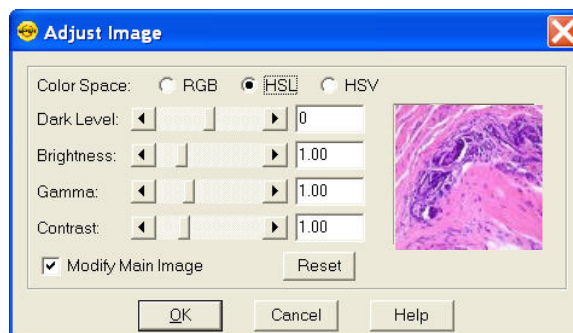 Adjust Image
Color Space: RGB HSL HSV
Dark Level: 0
Brightness: 1.00
Gamma: 1.00
Contrast: 1.00
Modify Main Image Reset
OK Cancel Help